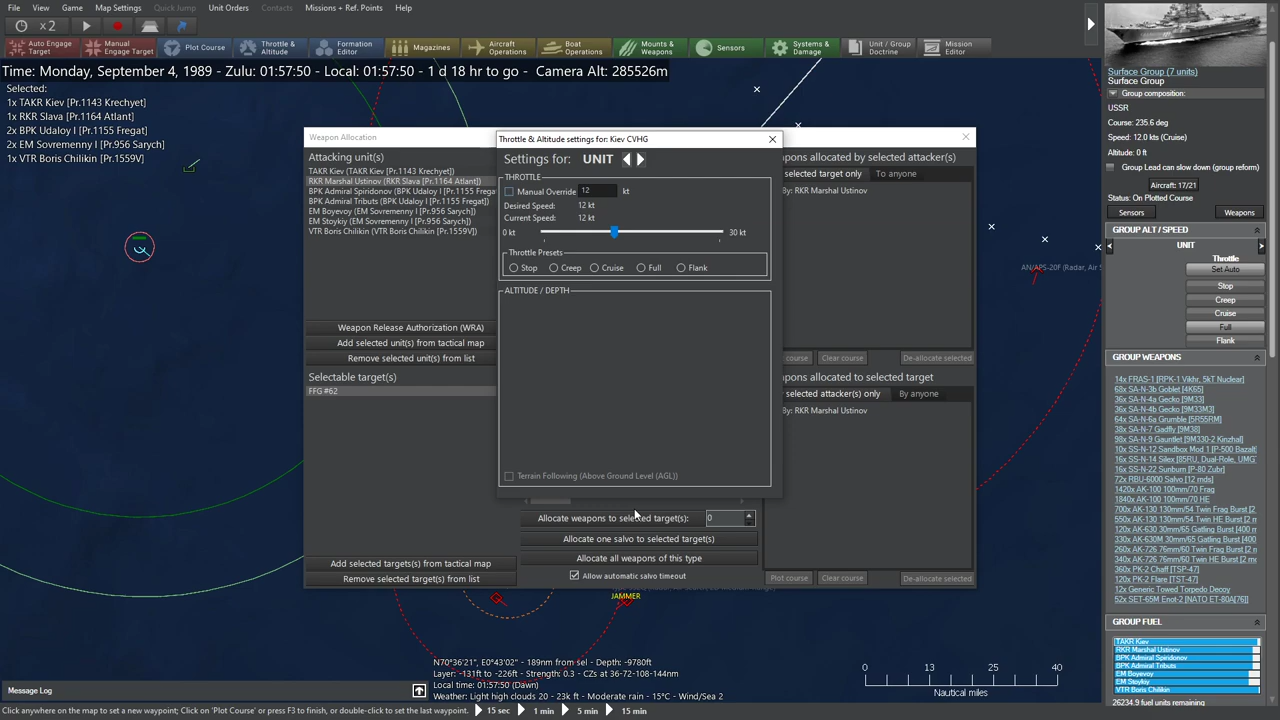 File View Game Map Settings Quick Jump Unit Orders Contacts Missions + Ref. Points Help
×2
Auto Engage Target
Manual Engage Target
Plot Course
Throttle & Altitude
Formation Editor
Magazines
Aircraft Operations
Boat Operations
Mounts & Weapons
Sensors
Systems & Damage
Unit / Group Doctrine
Mission Editor
Time: Monday, September 4, 1989 - Zulu: 01:57:50 - Local: 01:57:50 - 1 d 18 hr to go - Camera Alt: 285526m
Selected:
1x TAKR Kiev [Pr.1143 Krechyet]
1x RKR Slava [Pr.1164 Atlant]
2x BPK Udaloy I [Pr.1155 Fregat]
2x EM Sovremenny I [Pr.956 Sarych]
1x VTR Boris Chilikin [Pr.1559V]
Weapon Allocation
Attacking unit(s)
TAKR Kiev (TAKR Kiev [Pr.1143 Krechyet])
RKR Marshal Ustinov (RKR Slava [Pr.1164 Atlant])
BPK Admiral Spiridonov (BPK Udaloy I [Pr.1155 Frega
BPK Admiral Tributs (BPK Udaloy I [Pr.1155 Fregat])
EM Boyevoy (EM Sovremenny I [Pr.956 Sarych])
EM Stoykiy (EM Sovremenny I [Pr.956 Sarych])
VTR Boris Chilikin (VTR Boris Chilikin [Pr.1559V])
Weapon Release Authorization (WRA)
Add selected unit(s) from tactical map
Remove selected unit(s) from list
Selectable target(s)
FFG #62
Add selected targets(s) from tactical map
Remove selected target(s) from list
Throttle & Altitude settings for: Kiev CVHG
Settings for: UNIT
THROTTLE
Manual Override 12 kt
Desired Speed: 12 kt
Current Speed: 12 kt
0 kt 30 kt
Throttle Presets
Stop Creep Cruise Full Flank
ALTITUDE / DEPTH
Terrain Following (Above Ground Level (AGL))
Allocate weapons to selected target(s): 0
Allocate one salvo to selected target(s)
Allocate all weapons of this type
Allow automatic salvo timeout
apons allocated by selected attacker(s)
selected target only To anyone
By: RKR Marshal Ustinov
course Clear course De-allocate selected
apons allocated to selected target
selected attacker(s) only By anyone
By: RKR Marshal Ustinov
Plot course Clear course De-allocate selected
AN/APS-20F (Radar, Air S
JAMMER
Layer: -131ft to -226ft - Strength: 0.3 - CZs at 36-72-108-144nm
Local time: 01:57:50 (Dawn)
Weather: Light high clouds 20 - 23k ft - Moderate rain - 15°C - Wind/Sea 2
0 13 25 38 40
Nautical miles
Message Log
Click anywhere on the map to set a new waypoint; Click on 'Plot Course' or press F3 to finish, or double-click to set the last waypoint.
15 sec 1 min 5 min 15 min
Surface Group (7 units)
Surface Group
Group composition:
USSR
Course: 235.6 deg
Speed: 12.0 kts (Cruise)
Altitude: 0 ft
Group Lead can slow down (group reform)
Aircraft: 17/21
Status: On Plotted Course
Sensors Weapons
GROUP ALT / SPEED
UNIT
Throttle
Set Auto
Stop
Creep
Cruise
Full
Flank
GROUP WEAPONS
14x FRAS-1 [RPK-1 Vikhr, 5kT Nuclear]
68x SA-N-3b Goblet [4K65]
36x SA-N-4a Gecko [9M33]
36x SA-N-4b Gecko [9M33M3]
64x SA-N-6a Grumble [5R55RM]
38x SA-N-7 Gadfly [9M38]
98x SA-N-9 Gauntlet [9M330-2 Kinzhal]
10x SS-N-12 Sandbox Mod 1 [P-500 Bazalt
16x SS-N-14 Silex [85RU, Dual-Role, UMG
16x SS-N-22 Sunburn [P-80 Zubr]
72x RBU-6000 Salvo [12 mds]
1420x AK-100 100mm/70 Frag
1840x AK-100 100mm/70 HE
700x AK-130 130mm/54 Twin Frag Burst [2
550x AK-130 130mm/54 HE Burst [2
120x AK-630 30mm/65 Gatling Burst [400
330x AK-630M 30mm/65 Gatling Burst [400
260x AK-726 76mm/60 Twin Frag Burst [2
340x AK-726 76mm/60 Twin HE Burst [2
360x PK-2 Chaff [TSP-47]
120x PK-2 Flare [TST-47]
12x Generic Towed Torpedo Decoy
52x SET-65M Enot-2 [NATO ET-80A[76]]
GROUP FUEL
TAKR Kiev
RKR Marshal Ustinov
BPK Admiral Spiridonov
BPK Admiral Tributs
EM Boyevoy
EM Stoykiy
VTR Boris Chilikin
26234.9 fuel units remaining